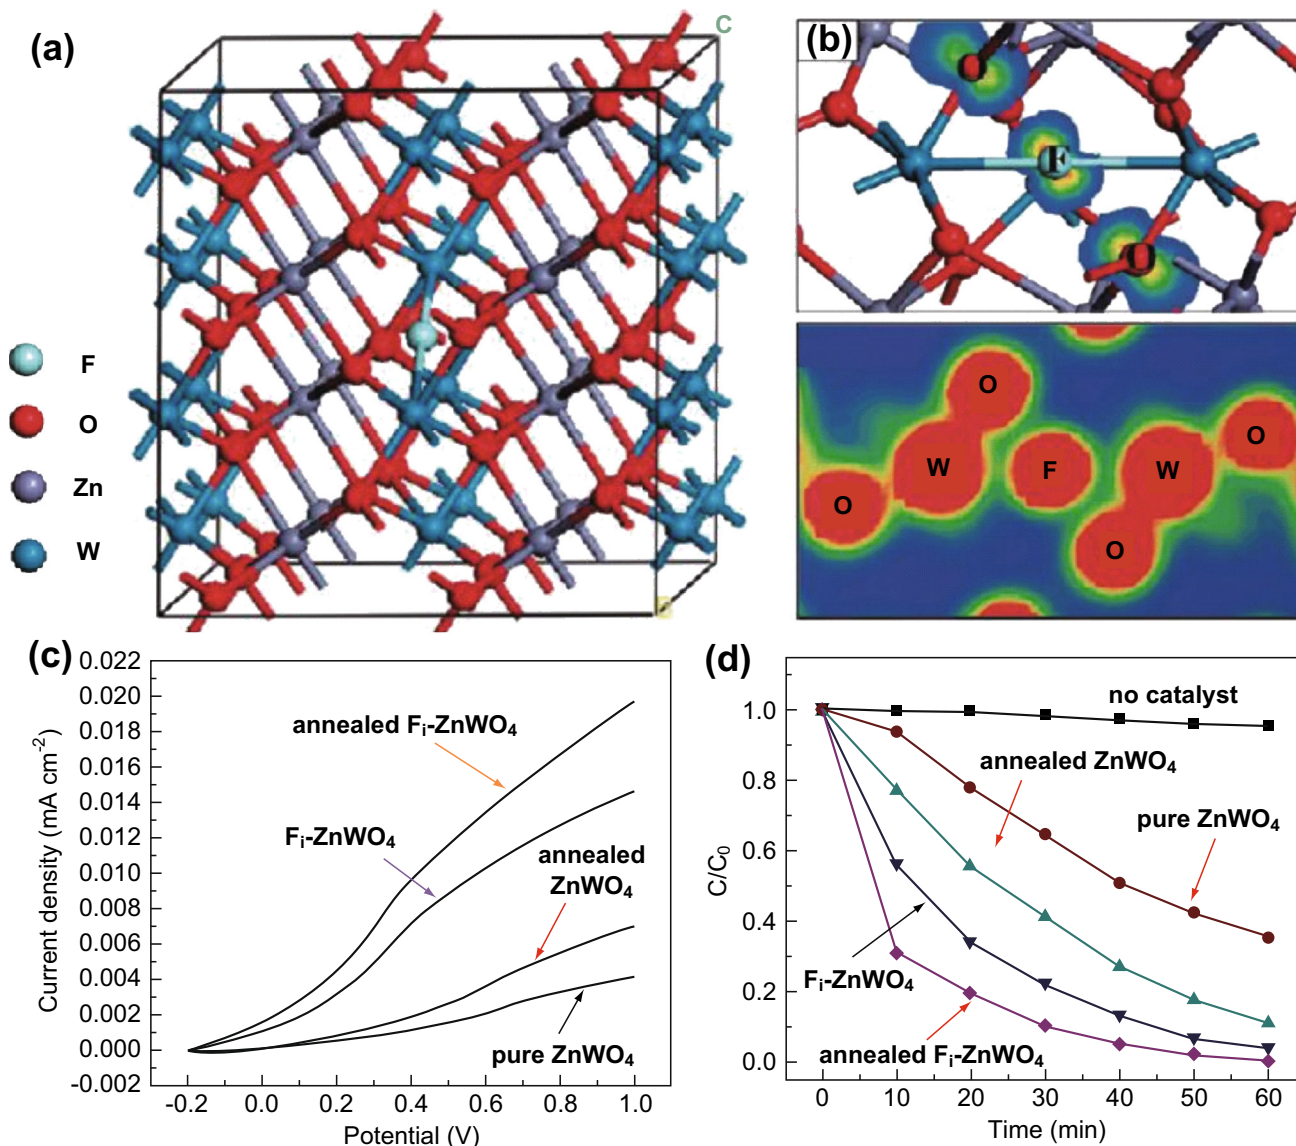 (a)
C
F
O
Zn
W
(b)
O
F
O
O
O
W
F
W
O
O
(c)
0.022
0.020
0.018
0.016
0.014
0.012
0.010
0.008
0.006
0.004
0.002
0.000
-0.002
Current density (mA cm⁻²)
annealed Fᵢ-ZnWO₄
Fᵢ-ZnWO₄
annealed
ZnWO₄
pure ZnWO₄
-0.2 0.0 0.2 0.4 0.6 0.8 1.0
Potential (V)
(d)
1.0
0.8
0.6
0.4
0.2
0.0
C/C₀
no catalyst
annealed ZnWO₄
pure ZnWO₄
Fᵢ-ZnWO₄
annealed Fᵢ-ZnWO₄
0 10 20 30 40 50 60
Time (min)